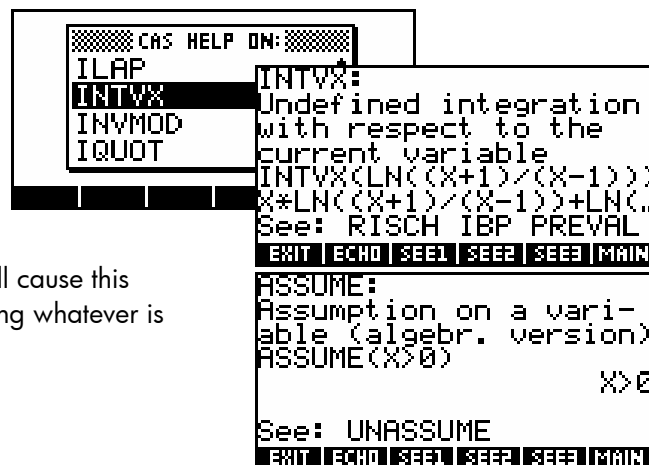 CAS HELP ON:
ILAP
INTVX
INVMOD
IQUOT
INTVX:
Undefined integration
with respect to the
current variable
INTVX(LN((X+1)/(X-1)))
X*LN((X+1)/(X-1))+LN(…
See: RISCH IBP PREVAL
EXIT ECHO SEE1 SEE2 SEE3 MAIN
ll cause this
ng whatever is
ASSUME:
Assumption on a vari-
able (algebr. version)
ASSUME(X>0)
X>0
See: UNASSUME
EXIT ECHO SEE1 SEE2 SEE3 MAIN